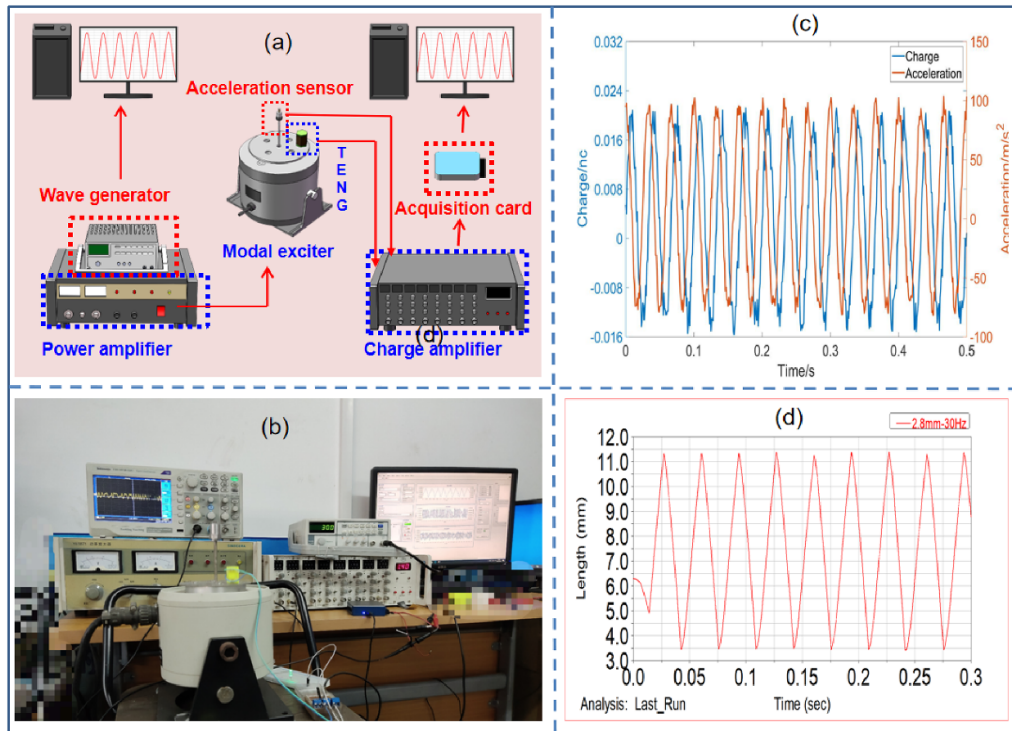 (a)
Acceleration sensor
T
E
N
G
Wave generator
Acquisition card
Modal exciter
(d)
Power amplifier
Charge amplifier
(c)
0.032
0.024
0.016
0.008
0
-0.008
-0.016
Charge/nc
150
100
50
0
-50
-100
Acceleration/m/s²
Charge
Acceleration
0
0.1
0.2
0.3
0.4
0.5
Time/s
(b)
300
(d)
2.8mm-30Hz
12.0
11.0
10.0
9.0
8.0
7.0
6.0
5.0
4.0
3.0
Length (mm)
0.0
0.05
0.1
0.15
0.2
0.25
0.3
Analysis: Last_Run
Time (sec)